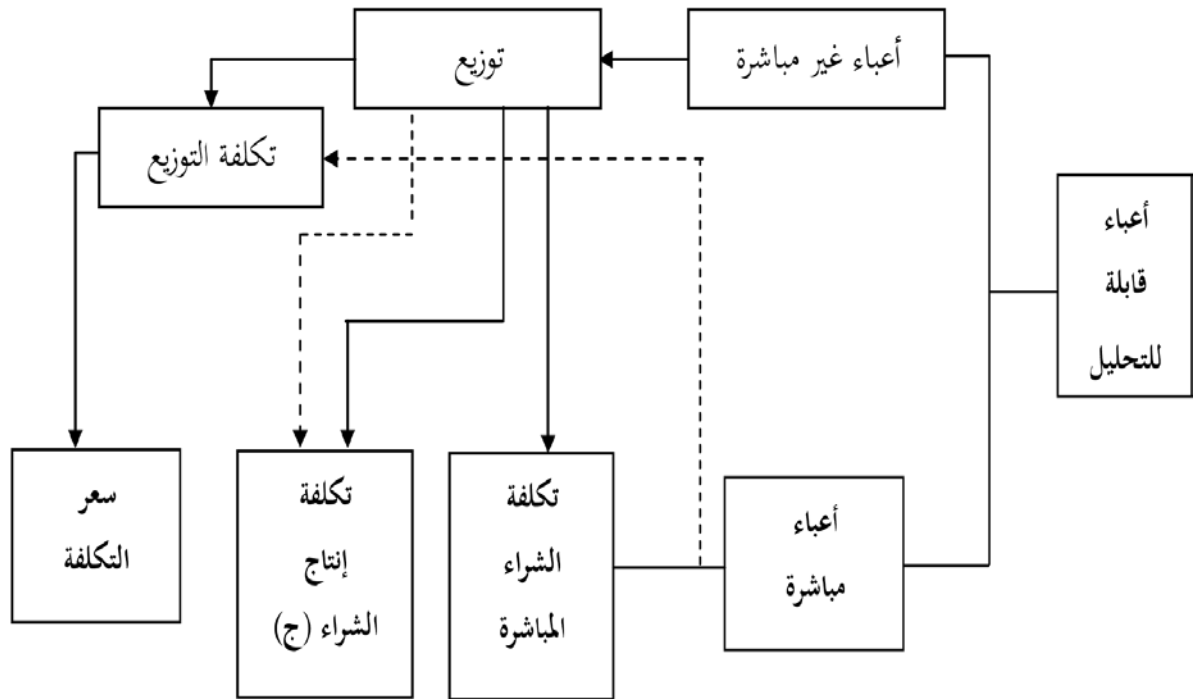 أعباء غير مباشرة
توزيع
تكلفة التوزيع
أعباء
قابلة
للتحليل
أعباء
مباشرة
تكلفة
الشراء
المباشرة
تكلفة
إنتاج
الشراء (ج)
سعر
التكلفة